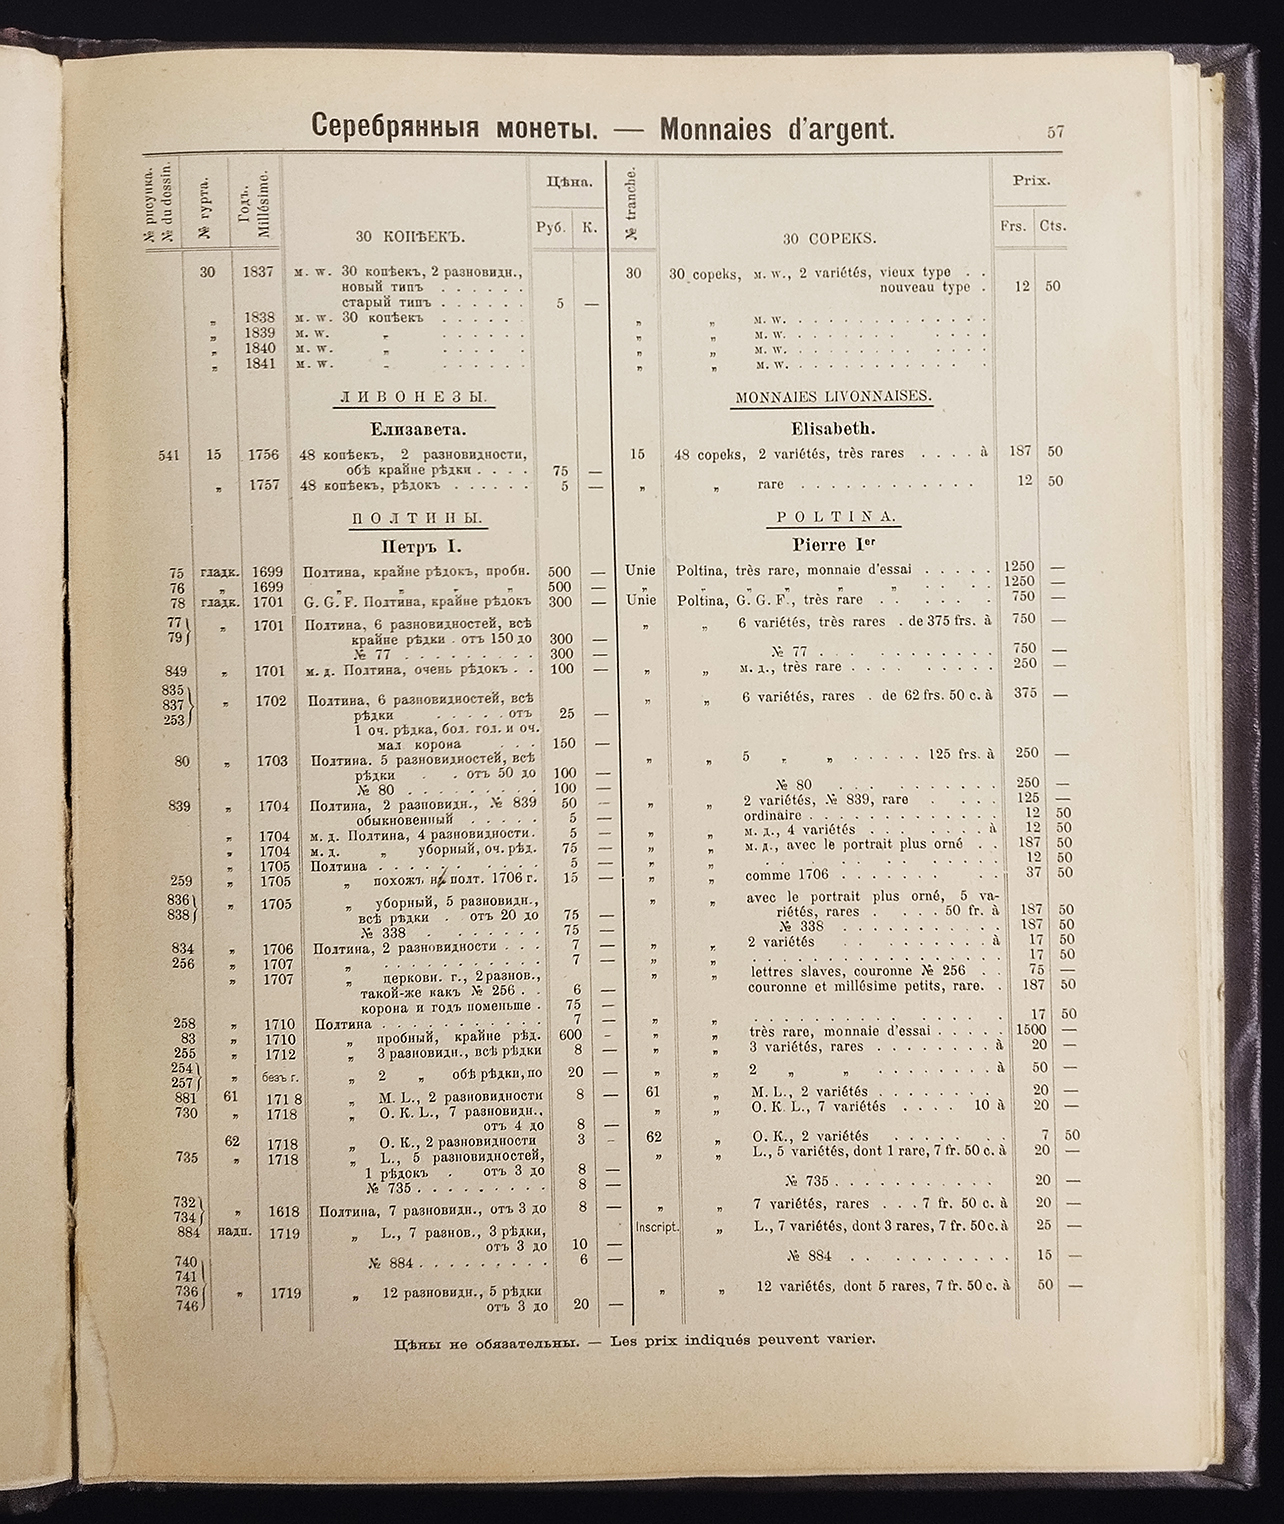 Серебрянныя монеты. — Monnaies d'argent. 57
№ рисунка. № du dossin. № гурта. Годъ. Millésime. 30 КОПѢЕКЪ. Цѣна. Руб. К. № tranche. 30 COPEKS. Prix. Frs. Cts.
30 1837 м. w. 30 копѣекъ, 2 разновидн., 30 30 copeks, м. w., 2 variétés, vieux type . .
новый типъ . . . . . . nouveau type . 12 50
старый типъ . . . . . . 5 —
„ 1838 м. w. 30 копѣекъ . . . . . . „ „ м. w. . . . . . . . . . . . . .
„ 1839 м. w. „ . . . . . . „ „ м. w. . . . . . . . . . . . . .
„ 1840 м. w. „ . . . . . „ „ м. w. . . . . . . . . . . . . .
„ 1841 м. w. „ . . . . . . „ „ м. w. . . . . . . . . . . . . .
ЛИВОНЕЗЫ. MONNAIES LIVONNAISES.
Елизавета. Elisabeth.
541 15 1756 48 копѣекъ, 2 разновидности, 15 48 copeks, 2 variétés, très rares . . . . à 187 50
обѣ крайне рѣдки . . . . 75 —
„ 1757 48 копѣекъ, рѣдокъ . . . . . . 5 — „ „ rare . . . . . . . . . . . . 12 50
ПОЛТИНЫ. POLTINA.
Петръ I. Pierre Iᵉʳ
75 гладк. 1699 Полтина, крайне рѣдокъ, пробн. 500 — Unie Poltina, très rare, monnaie d'essai . . . . . 1250 —
76 „ 1699 „ „ „ „ 500 — „ „ „ „ „ „ . . . . . 1250 —
78 гладк. 1701 G. G. F. Полтина, крайне рѣдокъ 300 — Unie Poltina, G. G. F., très rare . . . . . 750 —
77 79 „ 1701 Полтина, 6 разновидностей, всѣ „ „ 6 variétés, très rares . de 375 frs. à 750 —
крайне рѣдки . отъ 150 до 300 —
№ 77 . . . . . . . . . 300 — № 77 . . . . . . . . . . . . 750 —
849 „ 1701 м. д. Полтина, очень рѣдокъ . . 100 — „ „ м. д., très rare . . . . . . . . . . 250 —
835 837 253 „ 1702 Полтина, 6 разновидностей, всѣ „ „ 6 variétés, rares . de 62 frs. 50 c. à 375 —
рѣдки . . . . . отъ 25 —
1 оч. рѣдка, бол. гол. и оч.
мал корона . . . 150 —
80 „ 1703 Полтина. 5 разновидностей, всѣ „ „ 5 „ „ . . . . . 125 frs. à 250 —
рѣдки . . отъ 50 до 100 —
№ 80 . . . . . . . . . 100 — № 80 . . . . . . . . . . 250 —
839 „ 1704 Полтина, 2 разновидн., № 839 50 — „ „ 2 variétés, № 839, rare . . . . 125 —
обыкновенный . . . . . 5 — ordinaire . . . . . . . . . . . . . 12 50
„ 1704 м. д. Полтина, 4 разновидности. 5 — „ „ м. д., 4 variétés . . . . . . . . à 12 50
„ 1704 м. д. „ уборный, оч. рѣд. 75 — „ „ м. д., avec le portrait plus orné . . 187 50
„ 1705 Полтина . . . . . . . . . . . 5 — „ „ . . . . . . . . . . 12 50
259 „ 1705 „ похожъ на полт. 1706 г. 15 — „ „ comme 1706 . . . . . . . . . 37 50
836 838 „ 1705 „ уборный, 5 разновидн., „ „ avec le portrait plus orné, 5 va-
всѣ рѣдки . отъ 20 до 75 — riétés, rares . . . . 50 fr. à 187 50
№ 338 . . . . . . . 75 — № 338 . . . . . . . . . . . 187 50
834 „ 1706 Полтина, 2 разновидности . . . 7 — „ „ 2 variétés . . . . . . . . . . à 17 50
256 „ 1707 „ . . . . . . . . . . . 7 — „ „ . . . . . . . . . . . . . . . . . 17 50
„ 1707 „ церковн. г., 2 разнов., „ „ lettres slaves, couronne № 256 . . 75 —
такой-же какъ № 256 . . 6 — couronne et millésime petits, rare. . 187 50
корона и годъ поменьше . 75 —
258 „ 1710 Полтина . . . . . . . . . . . 7 — „ „ . . . . . . . . . . . . . . . . 17 50
83 „ 1710 „ пробный, крайне рѣд. 600 — „ „ très rare, monnaie d'essai . . . . . 1500 —
255 „ 1712 „ 3 разновидн., всѣ рѣдки 8 — „ „ 3 variétés, rares . . . . . . . . à 20 —
254 257 „ безъ г. „ 2 „ обѣ рѣдки, по 20 — „ „ 2 „ „ . . . . . . . . à 50 —
881 61 1718 „ M. L., 2 разновидности 8 — 61 „ M. L., 2 variétés . . . . . . . . 20 —
730 „ 1718 „ O. K. L., 7 разновидн., „ „ O. K. L., 7 variétés . . . . 10 à 20 —
отъ 4 до 8 —
62 1718 „ O. K., 2 разновидности 3 – 62 „ O. K., 2 variétés . . . . . . . . 7 50
735 „ 1718 „ L., 5 разновидностей, „ „ L., 5 variétés, dont 1 rare, 7 fr. 50 c. à 20 —
1 рѣдокъ . отъ 3 до 8 —
№ 735 . . . . . . . . . 8 — № 735 . . . . . . . . . . . 20 —
732 734 „ 1618 Полтина, 7 разновидн., отъ 3 до 8 — „ „ 7 variétés, rares . . . 7 fr. 50 c. à 20 —
884 надп. 1719 „ L., 7 разнов., 3 рѣдки, Inscript. „ L., 7 variétés, dont 3 rares, 7 fr. 50 c. à 25 —
отъ 3 до 10 —
№ 884 . . . . . . . . . 6 — № 884 . . . . . . . . . . . 15 —
740 741 736 746 „ 1719 „ 12 разновидн., 5 рѣдки „ „ 12 variétés, dont 5 rares, 7 fr. 50 c. à 50 —
отъ 3 до 20 —
Цѣны не обязательны. — Les prix indiqués peuvent varier.